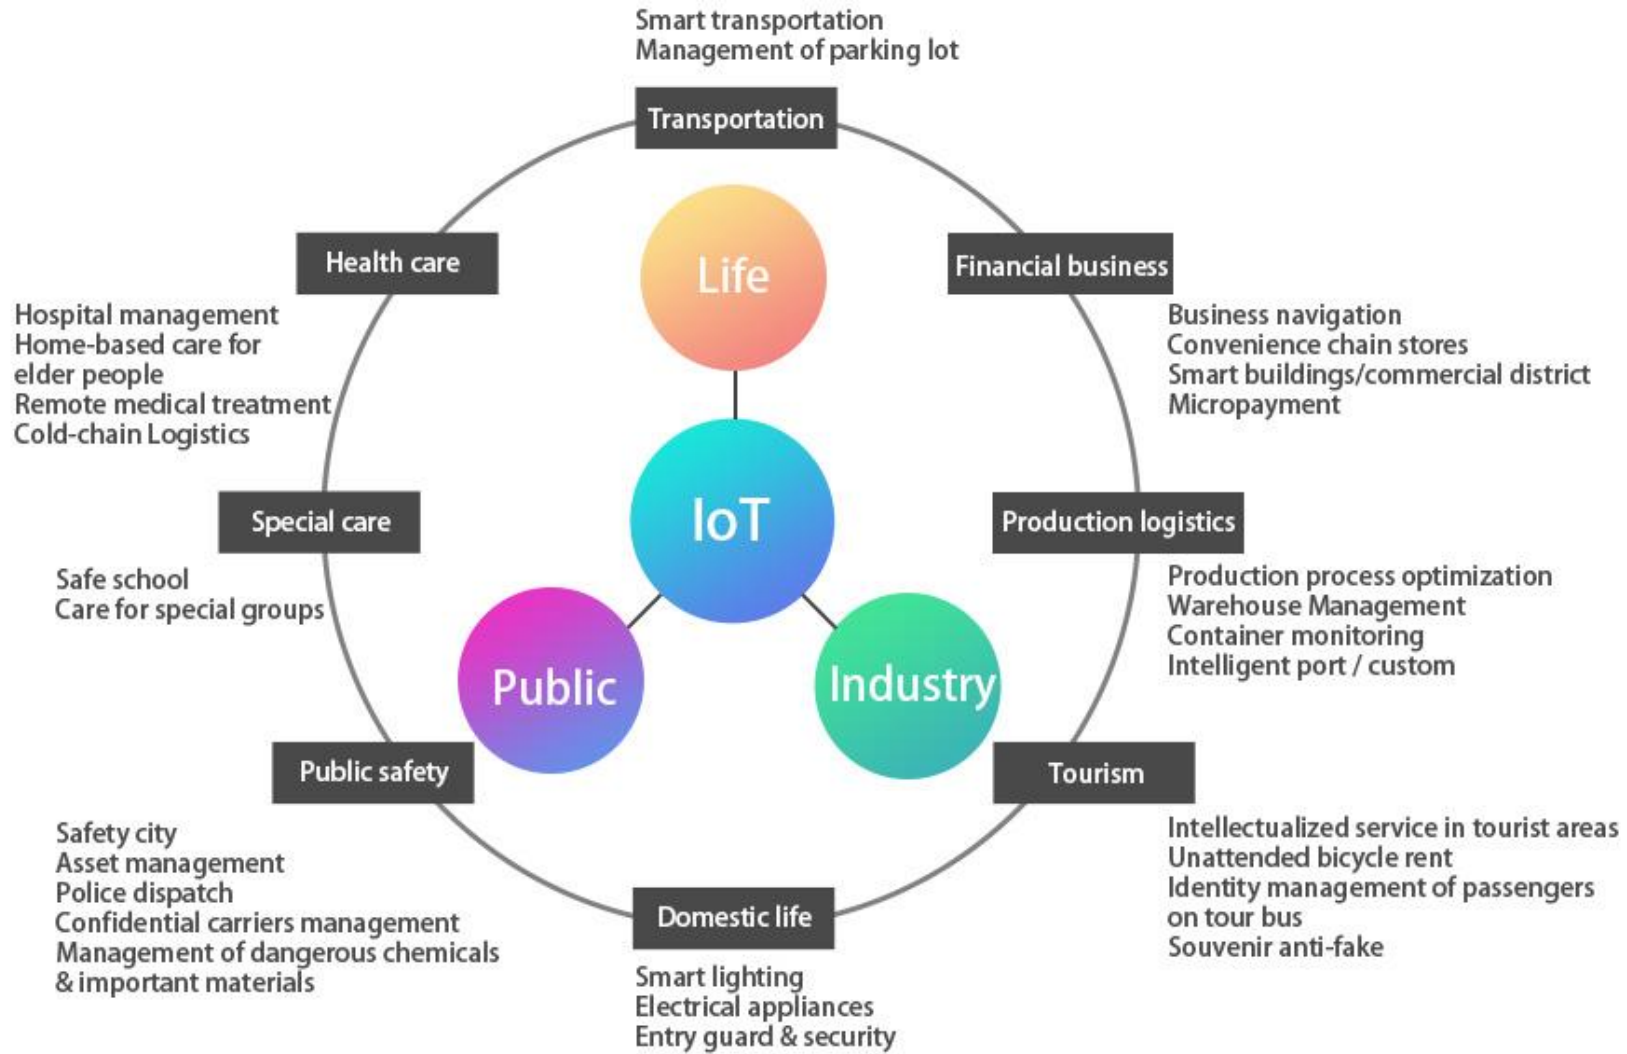 Smart transportation
Management of parking lot
Transportation
Health care
Hospital management
Home-based care for
elder people
Remote medical treatment
Cold-chain Logistics
Life
Financial business
Business navigation
Convenience chain stores
Smart buildings/commercial district
Micropayment
IoT
Special care
Safe school
Care for special groups
Production logistics
Production process optimization
Warehouse Management
Container monitoring
Intelligent port / custom
Public
Industry
Public safety
Safety city
Asset management
Police dispatch
Confidential carriers management
Management of dangerous chemicals
& important materials
Tourism
Intellectualized service in tourist areas
Unattended bicycle rent
Identity management of passengers
on tour bus
Souvenir anti-fake
Domestic life
Smart lighting
Electrical appliances
Entry guard & security